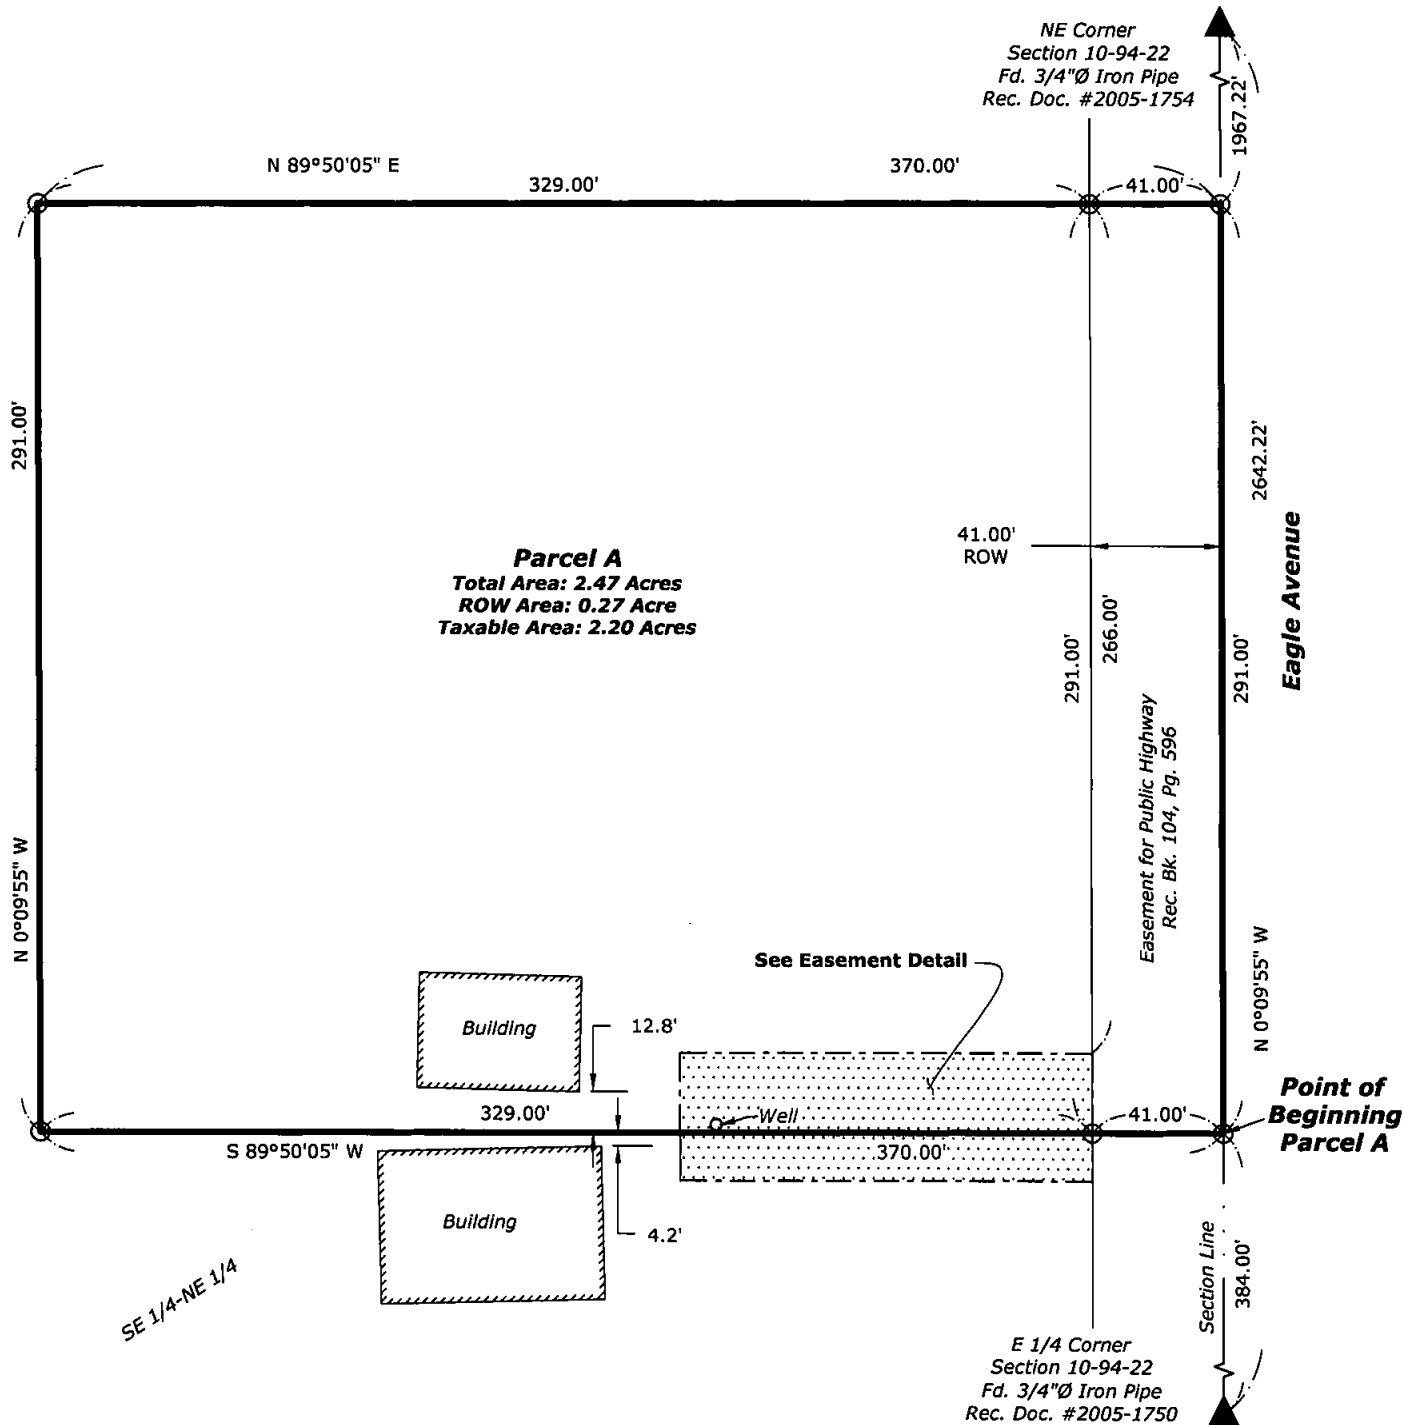 NE Corner
Section 10-94-22
Fd. 3/4"Ø Iron Pipe
Rec. Doc. #2005-1754
1967.22'
N 89°50'05" E
370.00'
329.00'
41.00'
291.00'
2642.22'
41.00'
ROW
Eagle Avenue
Parcel A
Total Area: 2.47 Acres
ROW Area: 0.27 Acre
Taxable Area: 2.20 Acres
266.00'
291.00'
291.00'
Easement for Public Highway
Rec. Bk. 104, Pg. 596
N 0°09'55" W
N 0°09'55" W
See Easement Detail
Building
12.8'
Point of
Beginning
Parcel A
329.00'
Well
41.00'
S 89°50'05" W
370.00'
Building
4.2'
Section Line
384.00'
SE 1/4-NE 1/4
E 1/4 Corner
Section 10-94-22
Fd. 3/4"Ø Iron Pipe
Rec. Doc. #2005-1750